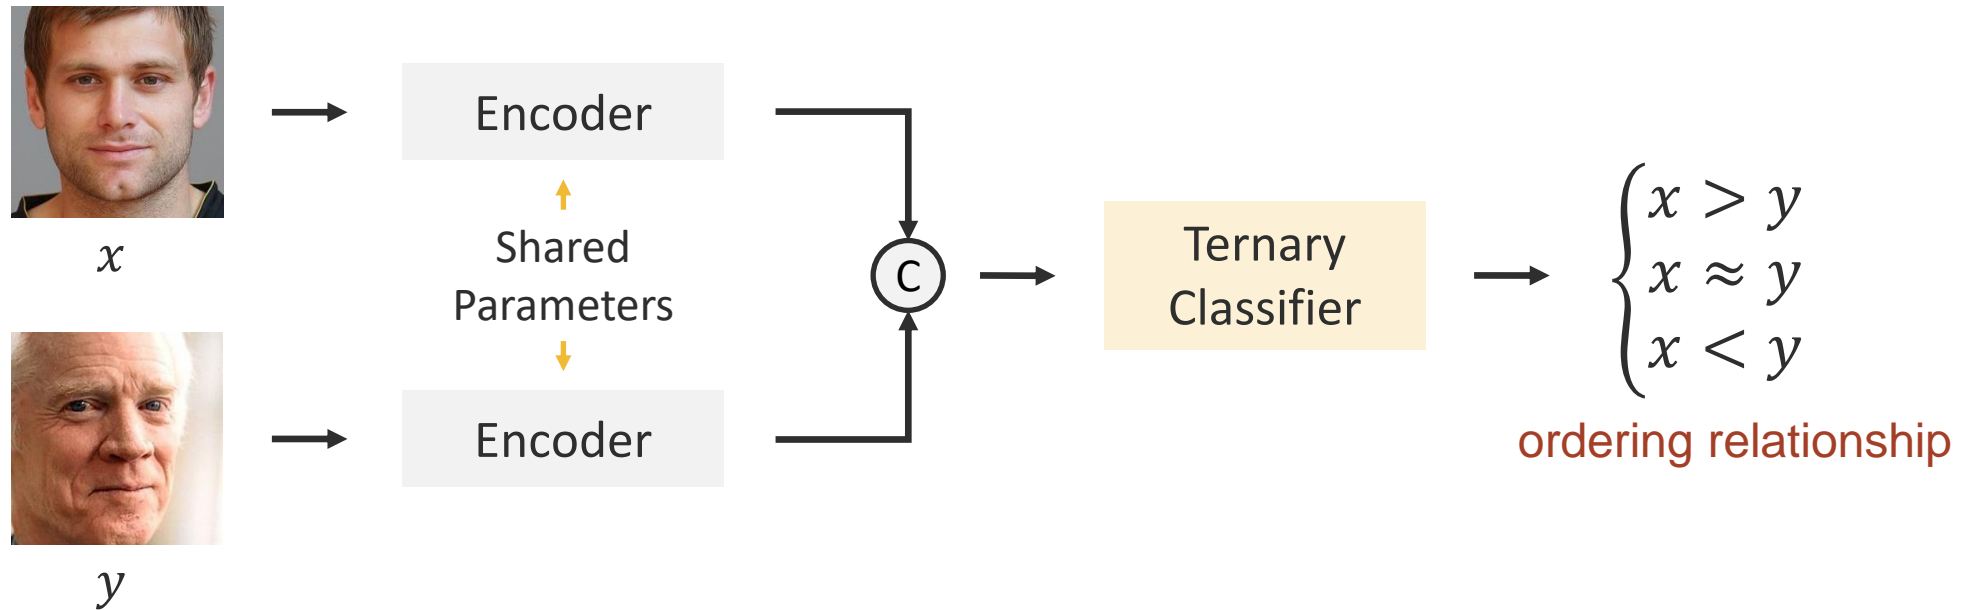 x
Encoder
Shared
Parameters
Encoder
y
C
Ternary
Classifier
x > y
x ≈ y
x < y
ordering relationship